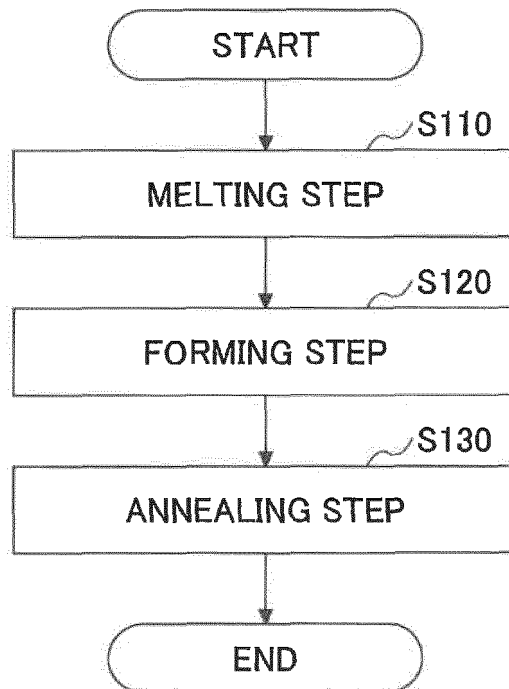 START
S110
MELTING STEP
S120
FORMING STEP
S130
ANNEALING STEP
END